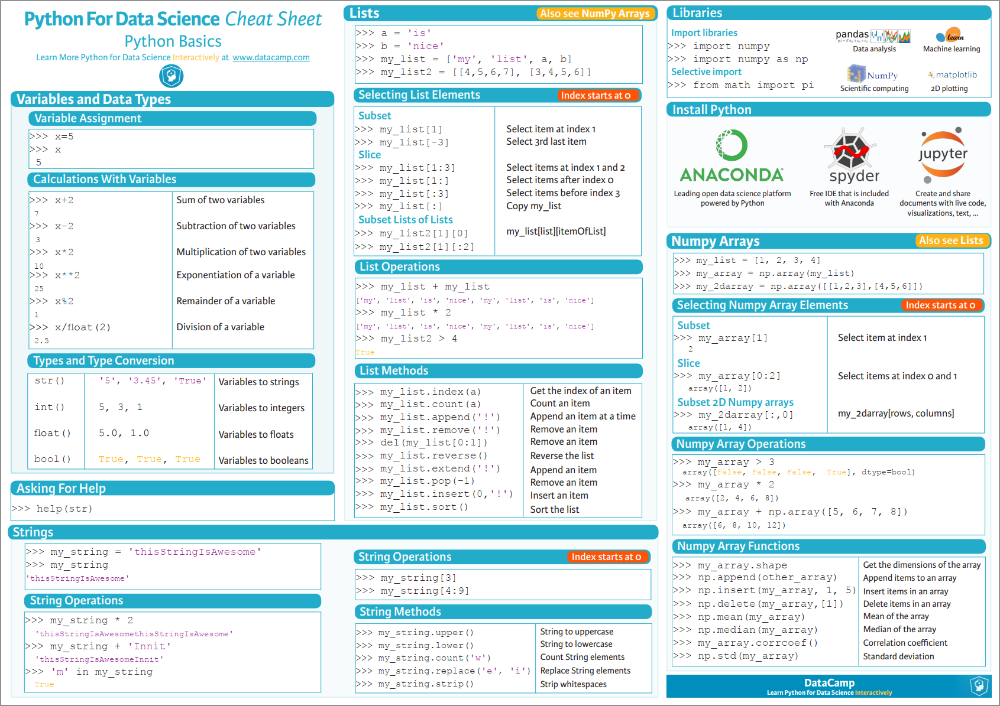 Python For Data Science Cheat Sheet
Python Basics
Learn More Python for Data Science Interactively at www.datacamp.com
Variables and Data Types
Variable Assignment
>>> x=5
>>> x
5
Calculations With Variables
>>> x+2 Sum of two variables
7
>>> x-2 Subtraction of two variables
3
>>> x*2 Multiplication of two variables
10
>>> x**2 Exponentiation of a variable
25
>>> x%2 Remainder of a variable
1
>>> x/float(2) Division of a variable
2.5
Types and Type Conversion
str() '5', '3.45', 'True' Variables to strings
int() 5, 3, 1 Variables to integers
float() 5.0, 1.0 Variables to floats
bool() True, True, True Variables to booleans
Asking For Help
>>> help(str)
Strings
>>> my_string = 'thisStringIsAwesome'
>>> my_string
'thisStringIsAwesome'
String Operations
>>> my_string * 2
'thisStringIsAwesomethisStringIsAwesome'
>>> my_string + 'Innit'
'thisStringIsAwesomeInnit'
>>> 'm' in my_string
True
String Operations Index starts at 0
>>> my_string[3]
>>> my_string[4:9]
String Methods
>>> my_string.upper() String to uppercase
>>> my_string.lower() String to lowercase
>>> my_string.count('w') Count String elements
>>> my_string.replace('e', 'i') Replace String elements
>>> my_string.strip() Strip whitespaces
Lists Also see NumPy Arrays
>>> a = 'is'
>>> b = 'nice'
>>> my_list = ['my', 'list', a, b]
>>> my_list2 = [[4,5,6,7], [3,4,5,6]]
Selecting List Elements Index starts at 0
Subset
>>> my_list[1] Select item at index 1
>>> my_list[-3] Select 3rd last item
Slice
>>> my_list[1:3] Select items at index 1 and 2
>>> my_list[1:] Select items after index 0
>>> my_list[:3] Select items before index 3
>>> my_list[:] Copy my_list
Subset Lists of Lists
>>> my_list2[1][0] my_list[list][itemOfList]
>>> my_list2[1][:2]
List Operations
>>> my_list + my_list
['my', 'list', 'is', 'nice', 'my', 'list', 'is', 'nice']
>>> my_list * 2
['my', 'list', 'is', 'nice', 'my', 'list', 'is', 'nice']
>>> my_list2 > 4
True
List Methods
>>> my_list.index(a) Get the index of an item
>>> my_list.count(a) Count an item
>>> my_list.append('!') Append an item at a time
>>> my_list.remove('!') Remove an item
>>> del(my_list[0:1]) Remove an item
>>> my_list.reverse() Reverse the list
>>> my_list.extend('!') Append an item
>>> my_list.pop(-1) Remove an item
>>> my_list.insert(0,'!') Insert an item
>>> my_list.sort() Sort the list
Libraries
Import libraries
>>> import numpy
>>> import numpy as np
Selective import
>>> from math import pi
pandas
Data analysis
learn
Machine learning
NumPy
Scientific computing
matplotlib
2D plotting
Install Python
ANACONDA
Leading open data science platform
powered by Python
spyder
Free IDE that is included
with Anaconda
jupyter
Create and share
documents with live code,
visualizations, text, ...
Numpy Arrays Also see Lists
>>> my_list = [1, 2, 3, 4]
>>> my_array = np.array(my_list)
>>> my_2darray = np.array([[1,2,3],[4,5,6]])
Selecting Numpy Array Elements Index starts at 0
Subset
>>> my_array[1] Select item at index 1
2
Slice
>>> my_array[0:2] Select items at index 0 and 1
array([1, 2])
Subset 2D Numpy arrays
>>> my_2darray[:,0] my_2darray[rows, columns]
array([1, 4])
Numpy Array Operations
>>> my_array > 3
array([False, False, False, True], dtype=bool)
>>> my_array * 2
array([2, 4, 6, 8])
>>> my_array + np.array([5, 6, 7, 8])
array([6, 8, 10, 12])
Numpy Array Functions
>>> my_array.shape Get the dimensions of the array
>>> np.append(other_array) Append items to an array
>>> np.insert(my_array, 1, 5) Insert items in an array
>>> np.delete(my_array,[1]) Delete items in an array
>>> np.mean(my_array) Mean of the array
>>> np.median(my_array) Median of the array
>>> my_array.corrcoef() Correlation coefficient
>>> np.std(my_array) Standard deviation
DataCamp
Learn Python for Data Science Interactively